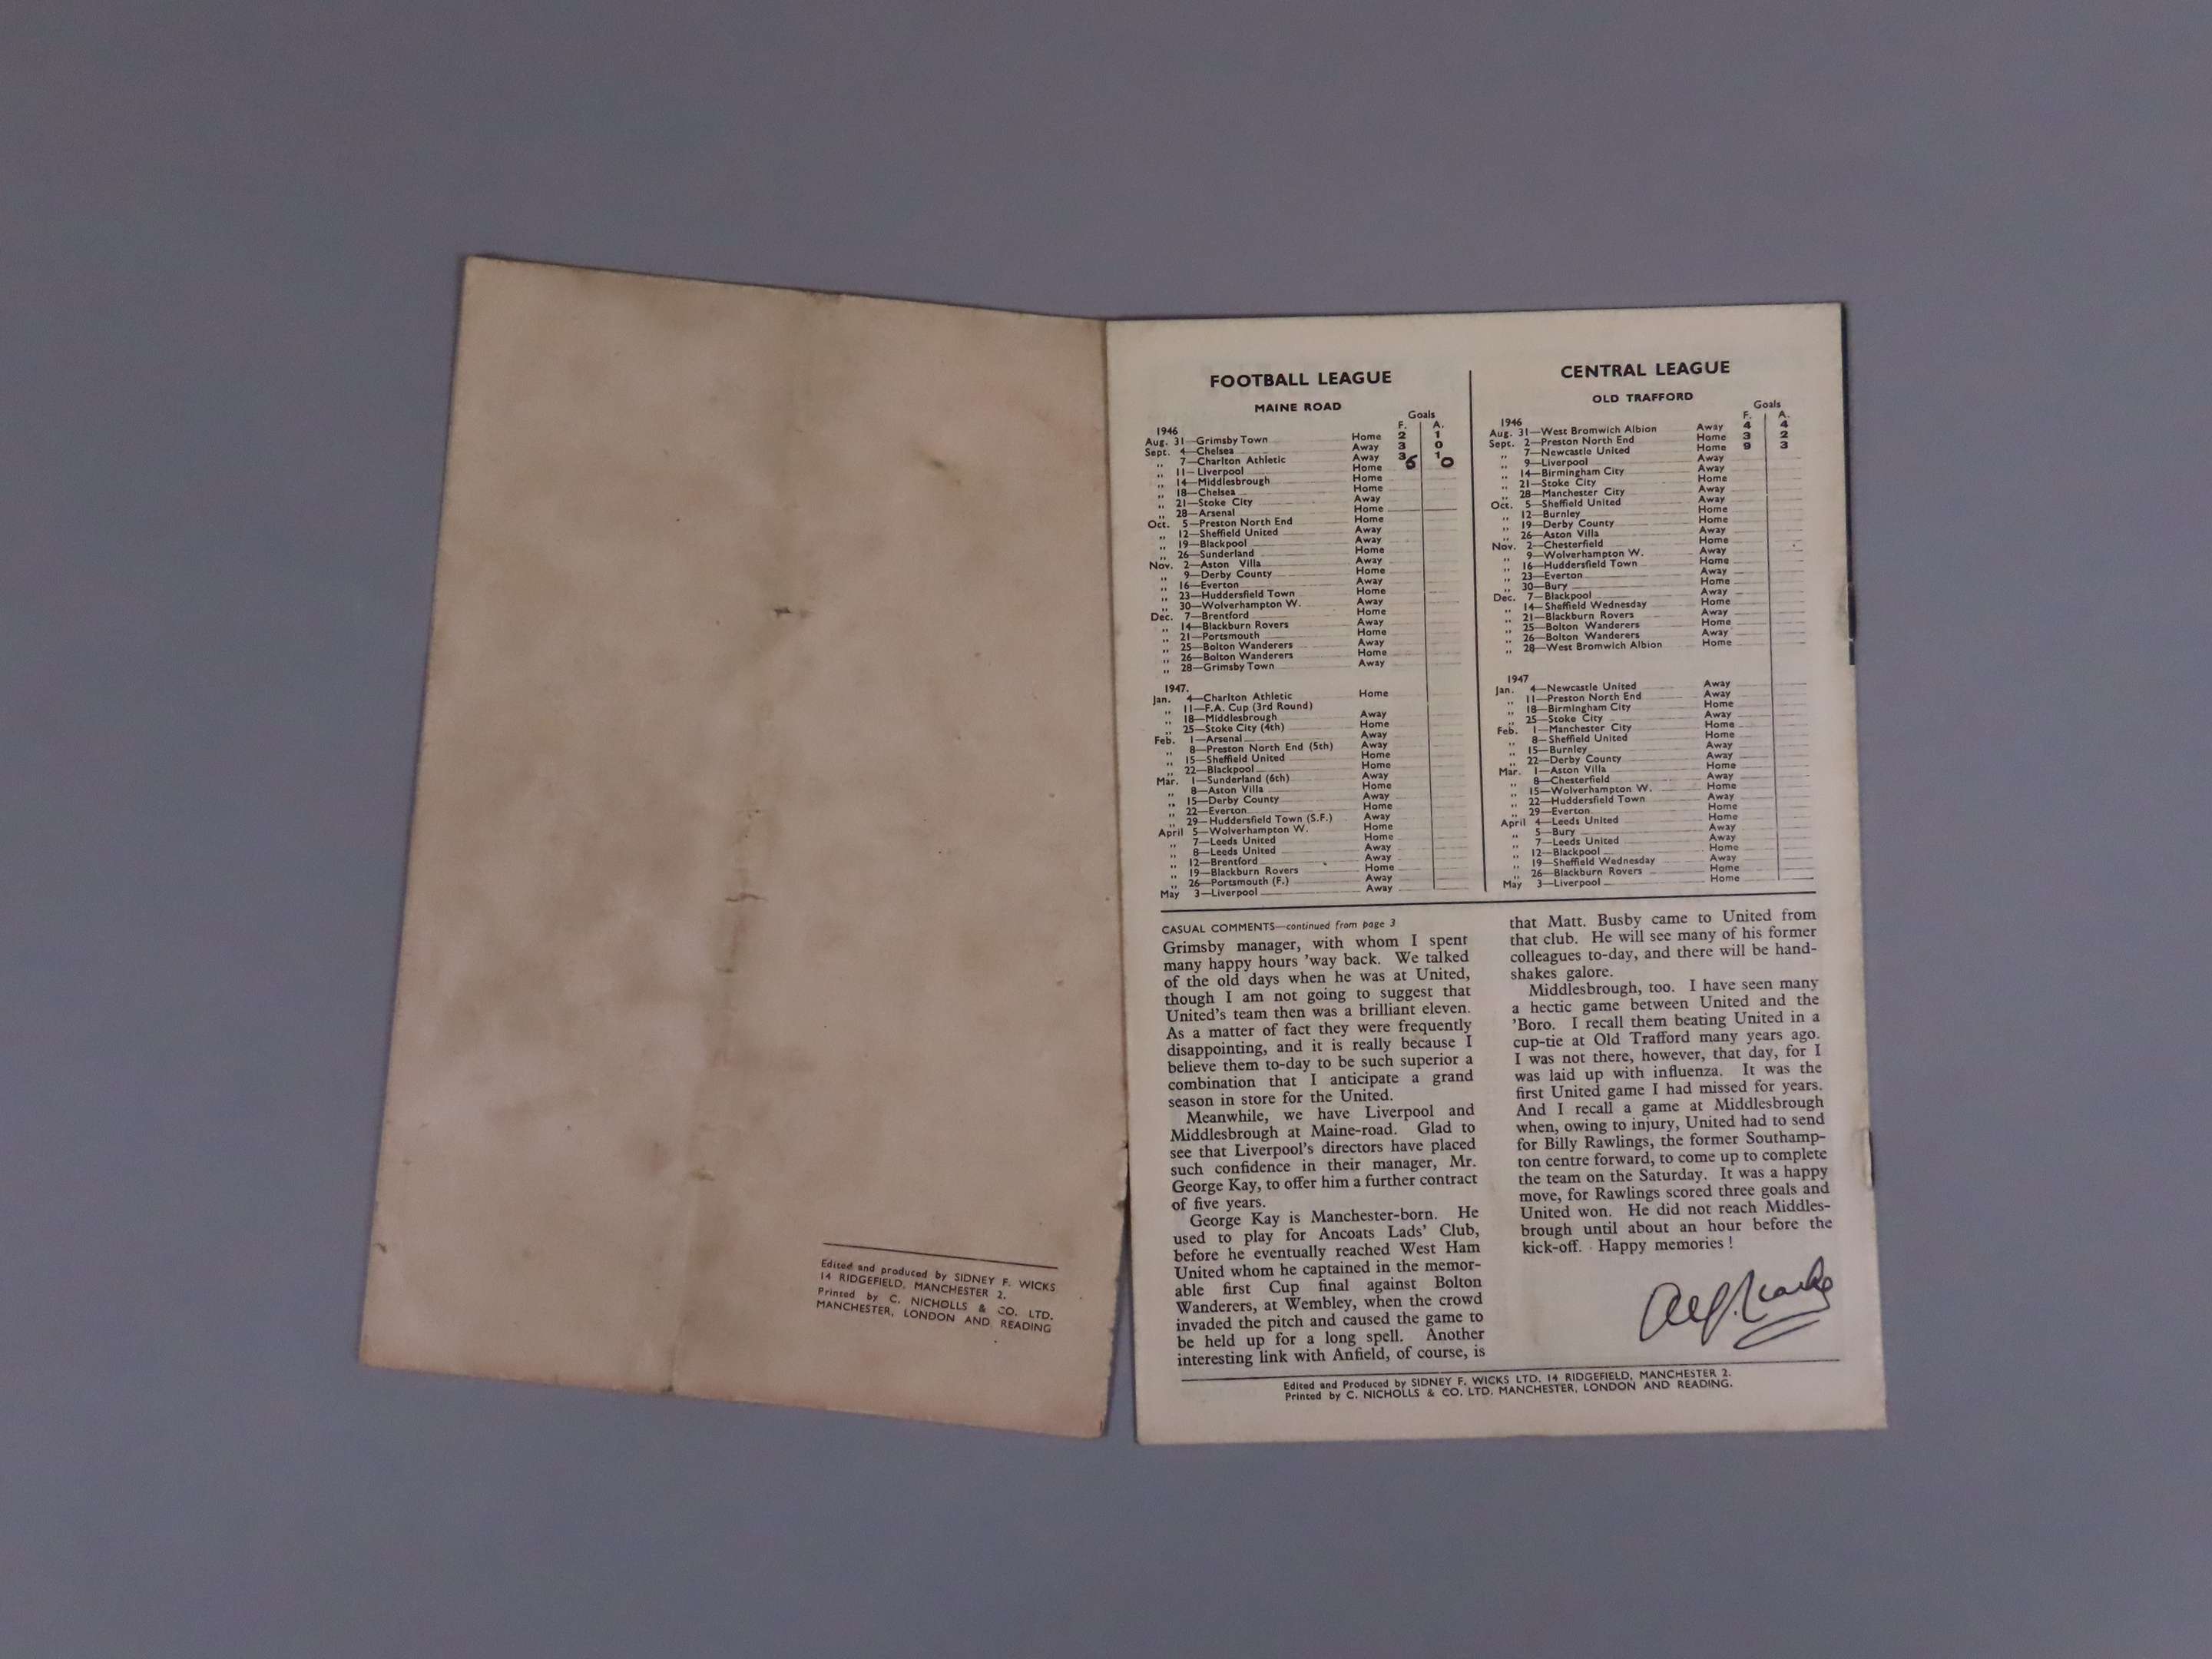 Edited and produced by SIDNEY F. WICKS
14 RIDGEFIELD, MANCHESTER 2.
Printed by C. NICHOLLS & CO. LTD.
MANCHESTER, LONDON AND READING
FOOTBALL LEAGUE
MAINE ROAD
Goals
1946 F. A.
Aug. 31—Grimsby Town Home 2 1
Sept. 4—Chelsea Away 3 0
„ 7—Charlton Athletic Away 3 1
„ 11—Liverpool Home 5 0
„ 14—Middlesbrough Home
„ 18—Chelsea Home
„ 21—Stoke City Away
„ 28—Arsenal Home
Oct. 5—Preston North End Home
„ 12—Sheffield United Away
„ 19—Blackpool Away
„ 26—Sunderland Home
Nov. 2—Aston Villa Away
„ 9—Derby County Home
„ 16—Everton Away
„ 23—Huddersfield Town Home
„ 30—Wolverhampton W. Away
Dec. 7—Brentford Home
„ 14—Blackburn Rovers Away
„ 21—Portsmouth Home
„ 25—Bolton Wanderers Away
„ 26—Bolton Wanderers Home
„ 28—Grimsby Town Away
1947.
Jan. 4—Charlton Athletic Home
„ 11—F.A. Cup (3rd Round)
„ 18—Middlesbrough Away
„ 25—Stoke City (4th) Home
Feb. 1—Arsenal Away
„ 8—Preston North End (5th) Away
„ 15—Sheffield United Home
„ 22—Blackpool Home
Mar. 1—Sunderland (6th) Away
„ 8—Aston Villa Home
„ 15—Derby County Away
„ 22—Everton Home
„ 29—Huddersfield Town (S.F.) Away
April 5—Wolverhampton W. Home
„ 7—Leeds United Home
„ 8—Leeds United Away
„ 12—Brentford Away
„ 19—Blackburn Rovers Home
„ 26—Portsmouth (F.) Away
May 3—Liverpool Away
CENTRAL LEAGUE
OLD TRAFFORD
Goals
1946 F. A.
Aug. 31—West Bromwich Albion Away 4 4
Sept. 2—Preston North End Home 3 2
„ 7—Newcastle United Home 9 3
„ 9—Liverpool Away
„ 14—Birmingham City Away
„ 21—Stoke City Home
„ 28—Manchester City Away
Oct. 5—Sheffield United Away
„ 12—Burnley Home
„ 19—Derby County Home
„ 26—Aston Villa Away
Nov. 2—Chesterfield Home
„ 9—Wolverhampton W. Away
„ 16—Huddersfield Town Home
„ 23—Everton Away
„ 30—Bury Home
Dec. 7—Blackpool Away
„ 14—Sheffield Wednesday Home
„ 21—Blackburn Rovers Away
„ 25—Bolton Wanderers Home
„ 26—Bolton Wanderers Away
„ 28—West Bromwich Albion Home
1947
Jan. 4—Newcastle United Away
„ 11—Preston North End Away
„ 18—Birmingham City Home
„ 25—Stoke City Away
Feb. 1—Manchester City Home
„ 8—Sheffield United Home
„ 15—Burnley Away
„ 22—Derby County Away
Mar. 1—Aston Villa Home
„ 8—Chesterfield Away
„ 15—Wolverhampton W. Home
„ 22—Huddersfield Town Away
„ 29—Everton Home
April 4—Leeds United Home
„ 5—Bury Away
„ 7—Leeds United Away
„ 12—Blackpool Home
„ 19—Sheffield Wednesday Away
„ 26—Blackburn Rovers Home
May 3—Liverpool Home
CASUAL COMMENTS—continued from page 3
Grimsby manager, with whom I spent
many happy hours 'way back. We talked
of the old days when he was at United,
though I am not going to suggest that
United's team then was a brilliant eleven.
As a matter of fact they were frequently
disappointing, and it is really because I
believe them to-day to be such superior a
combination that I anticipate a grand
season in store for the United.
Meanwhile, we have Liverpool and
Middlesbrough at Maine-road. Glad to
see that Liverpool's directors have placed
such confidence in their manager, Mr.
George Kay, to offer him a further contract
of five years.
George Kay is Manchester-born. He
used to play for Ancoats Lads' Club,
before he eventually reached West Ham
United whom he captained in the memor-
able first Cup final against Bolton
Wanderers, at Wembley, when the crowd
invaded the pitch and caused the game to
be held up for a long spell. Another
interesting link with Anfield, of course, is
that Matt. Busby came to United from
that club. He will see many of his former
colleagues to-day, and there will be hand-
shakes galore.
Middlesbrough, too. I have seen many
a hectic game between United and the
'Boro. I recall them beating United in a
cup-tie at Old Trafford many years ago.
I was not there, however, that day, for I
was laid up with influenza. It was the
first United game I had missed for years.
And I recall a game at Middlesbrough
when, owing to injury, United had to send
for Billy Rawlings, the former Southamp-
ton centre forward, to come up to complete
the team on the Saturday. It was a happy
move, for Rawlings scored three goals and
United won. He did not reach Middles-
brough until about an hour before the
kick-off. Happy memories !
Alf.
Edited and Produced by SIDNEY F. WICKS LTD. 14 RIDGEFIELD, MANCHESTER 2.
Printed by C. NICHOLLS & CO. LTD. MANCHESTER, LONDON AND READING.